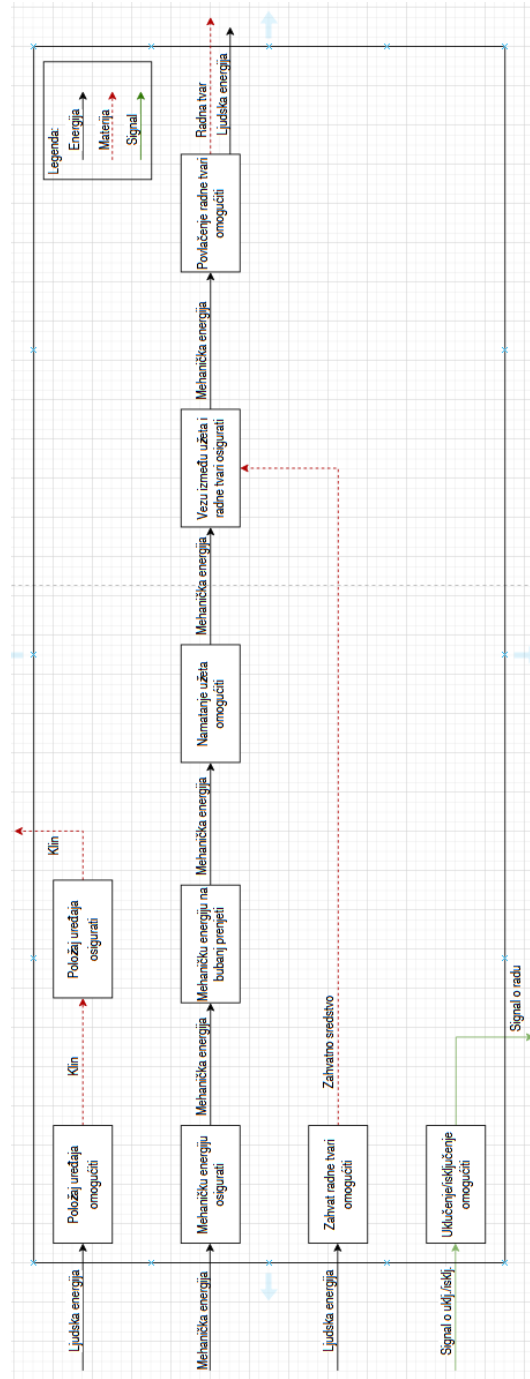 Legenda:
Energija
Materija
Signal
Ljudska energija
Položaj uređaja
omogućiti
Klin
Položaj uređaja
osigurati
Klin
Mehanička energija
Mehaničku energiju
osigurati
Mehanička energija
Mehaničku energiju na
bubanj prenjeti
Mehanička energija
Namatanje užeta
omogućiti
Mehanička energija
Vezu između užeta i
radne tvari osigurati
Mehanička energija
Povlačenje radne tvari
omogućiti
Radna tvar
Ljudska energija
Ljudska energija
Zahvat radne tvari
omogućiti
Zahvatno sredstvo
Signal o uklj./isklj.
Uključenje/isključenje
omogućiti
Signal o radu